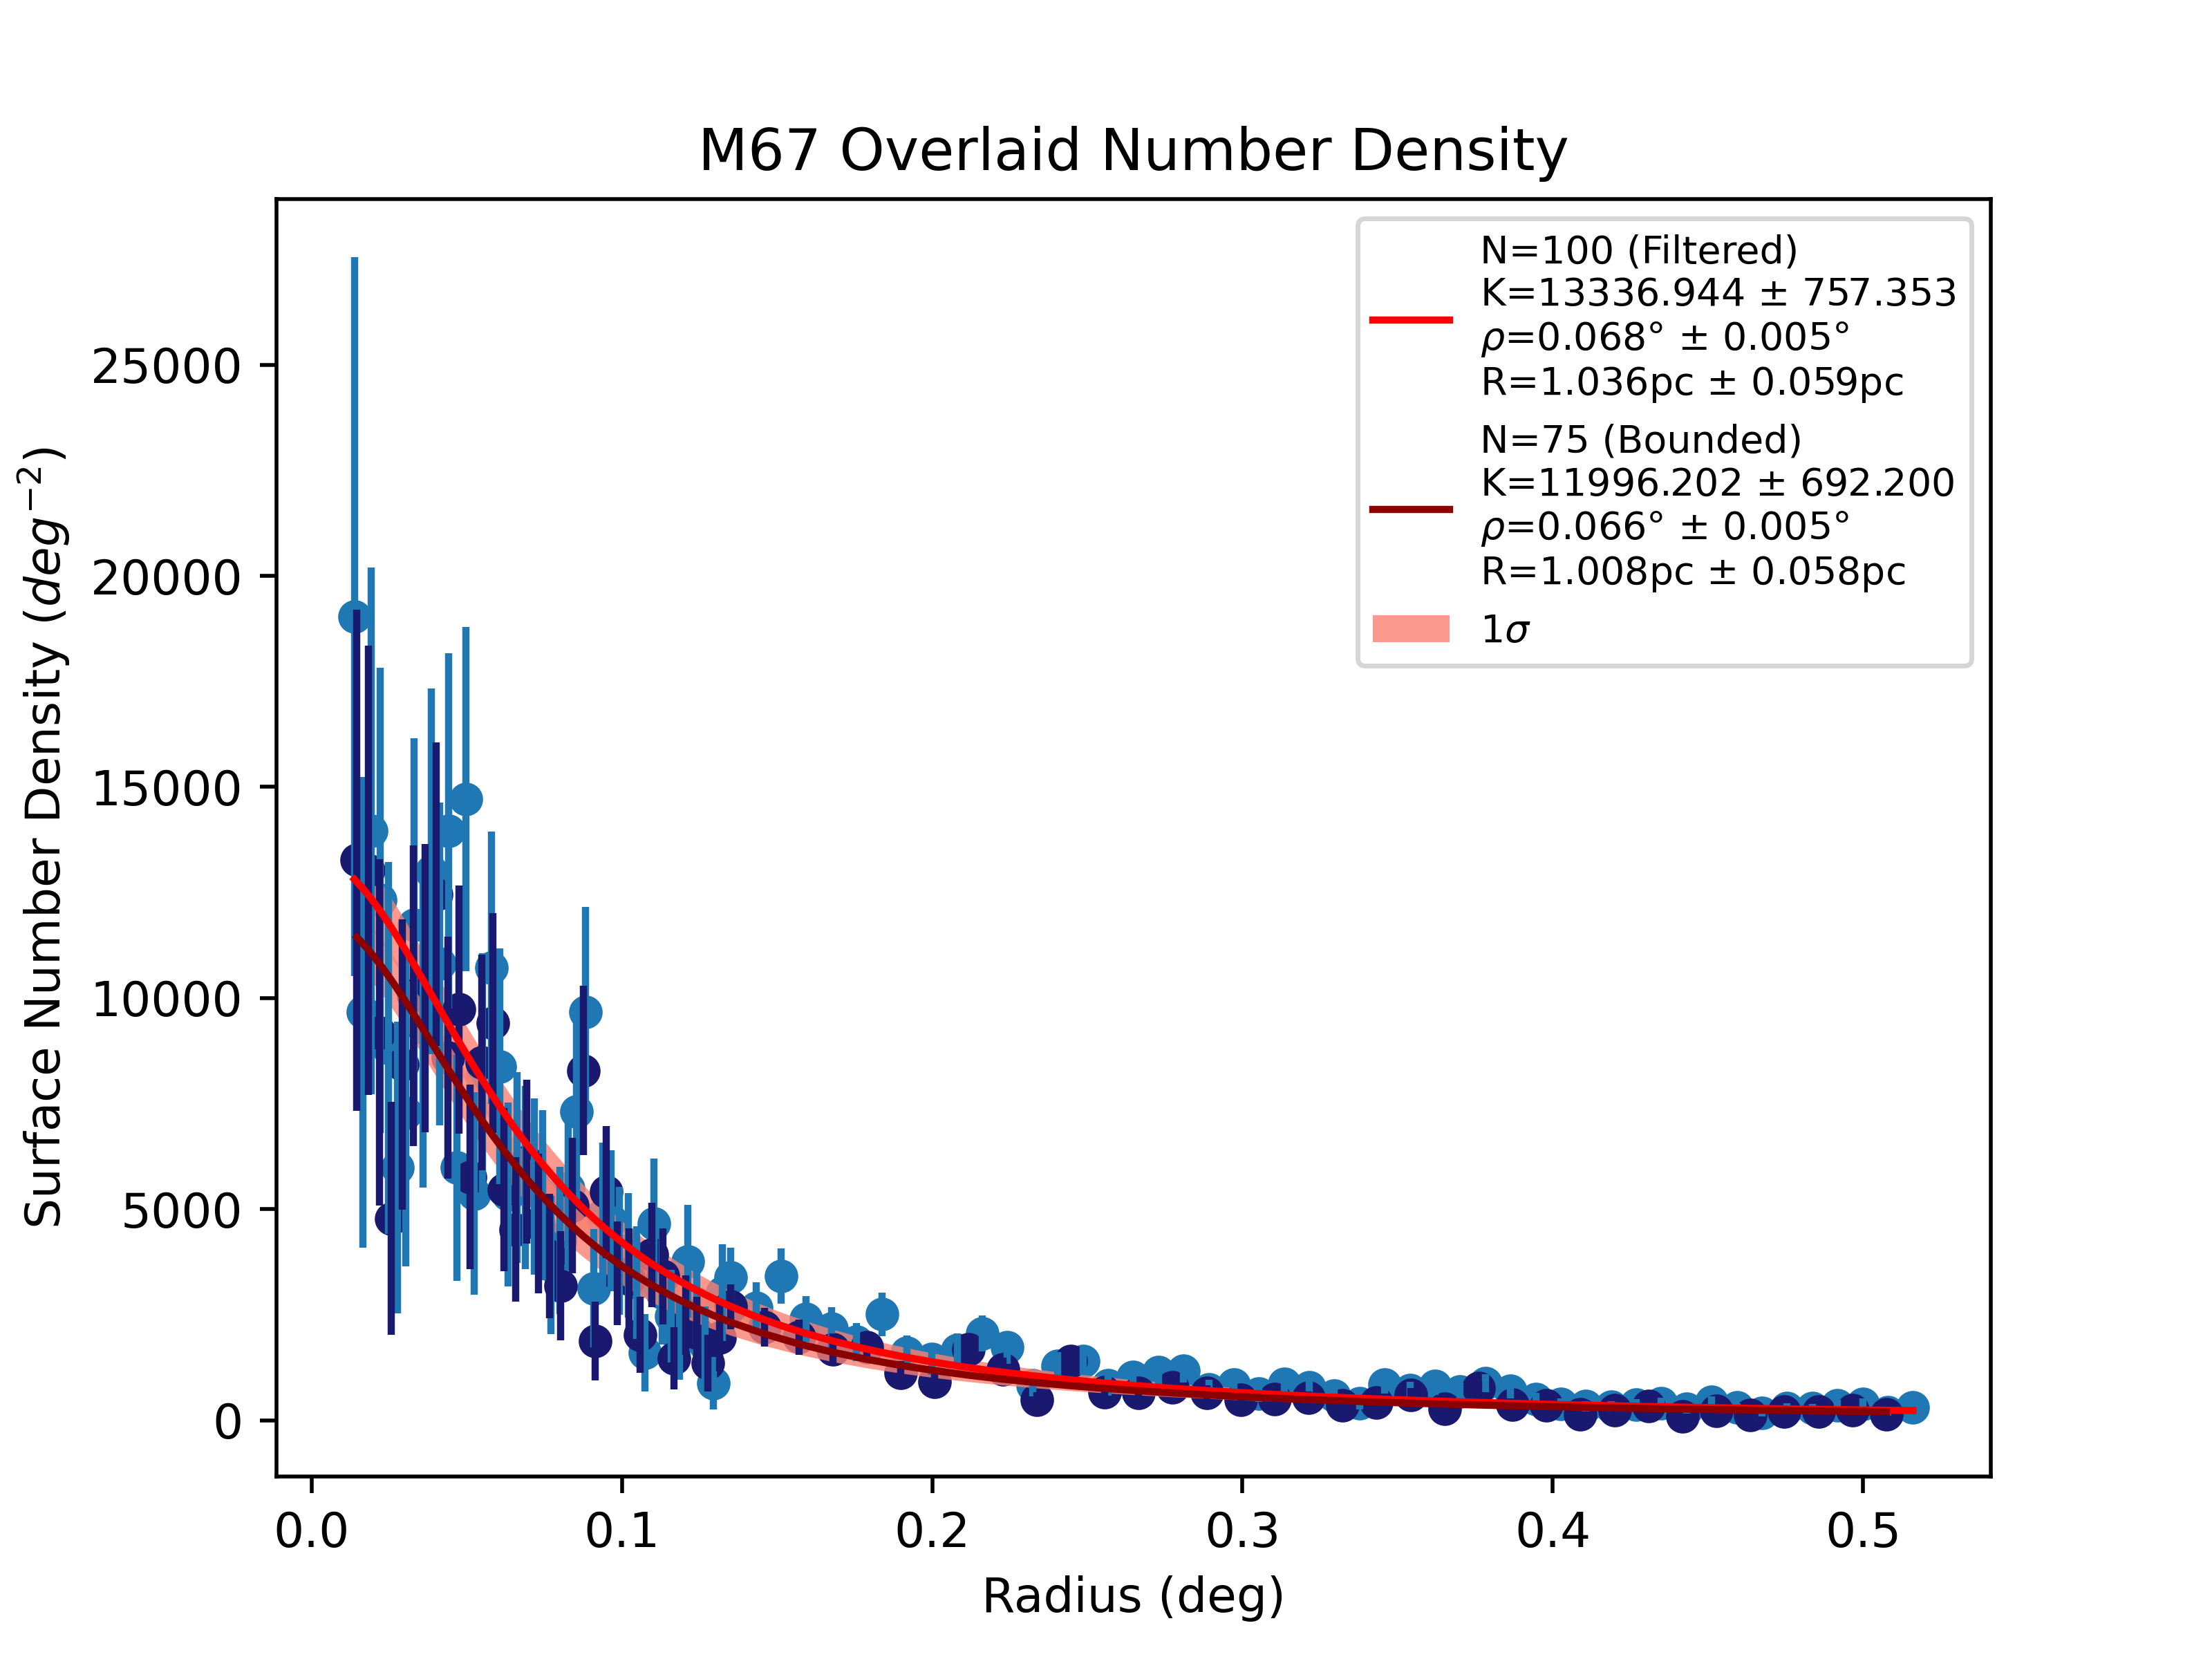 M67 Overlaid Number Density
N=100 (Filtered)
K=13336.944 ± 757.353
ρ=0.068° ± 0.005°
R=1.036pc ± 0.059pc
N=75 (Bounded)
K=11996.202 ± 692.200
ρ=0.066° ± 0.005°
R=1.008pc ± 0.058pc
1σ
Surface Number Density (deg⁻²)
25000
20000
15000
10000
5000
0
0.0 0.1 0.2 0.3 0.4 0.5
Radius (deg)